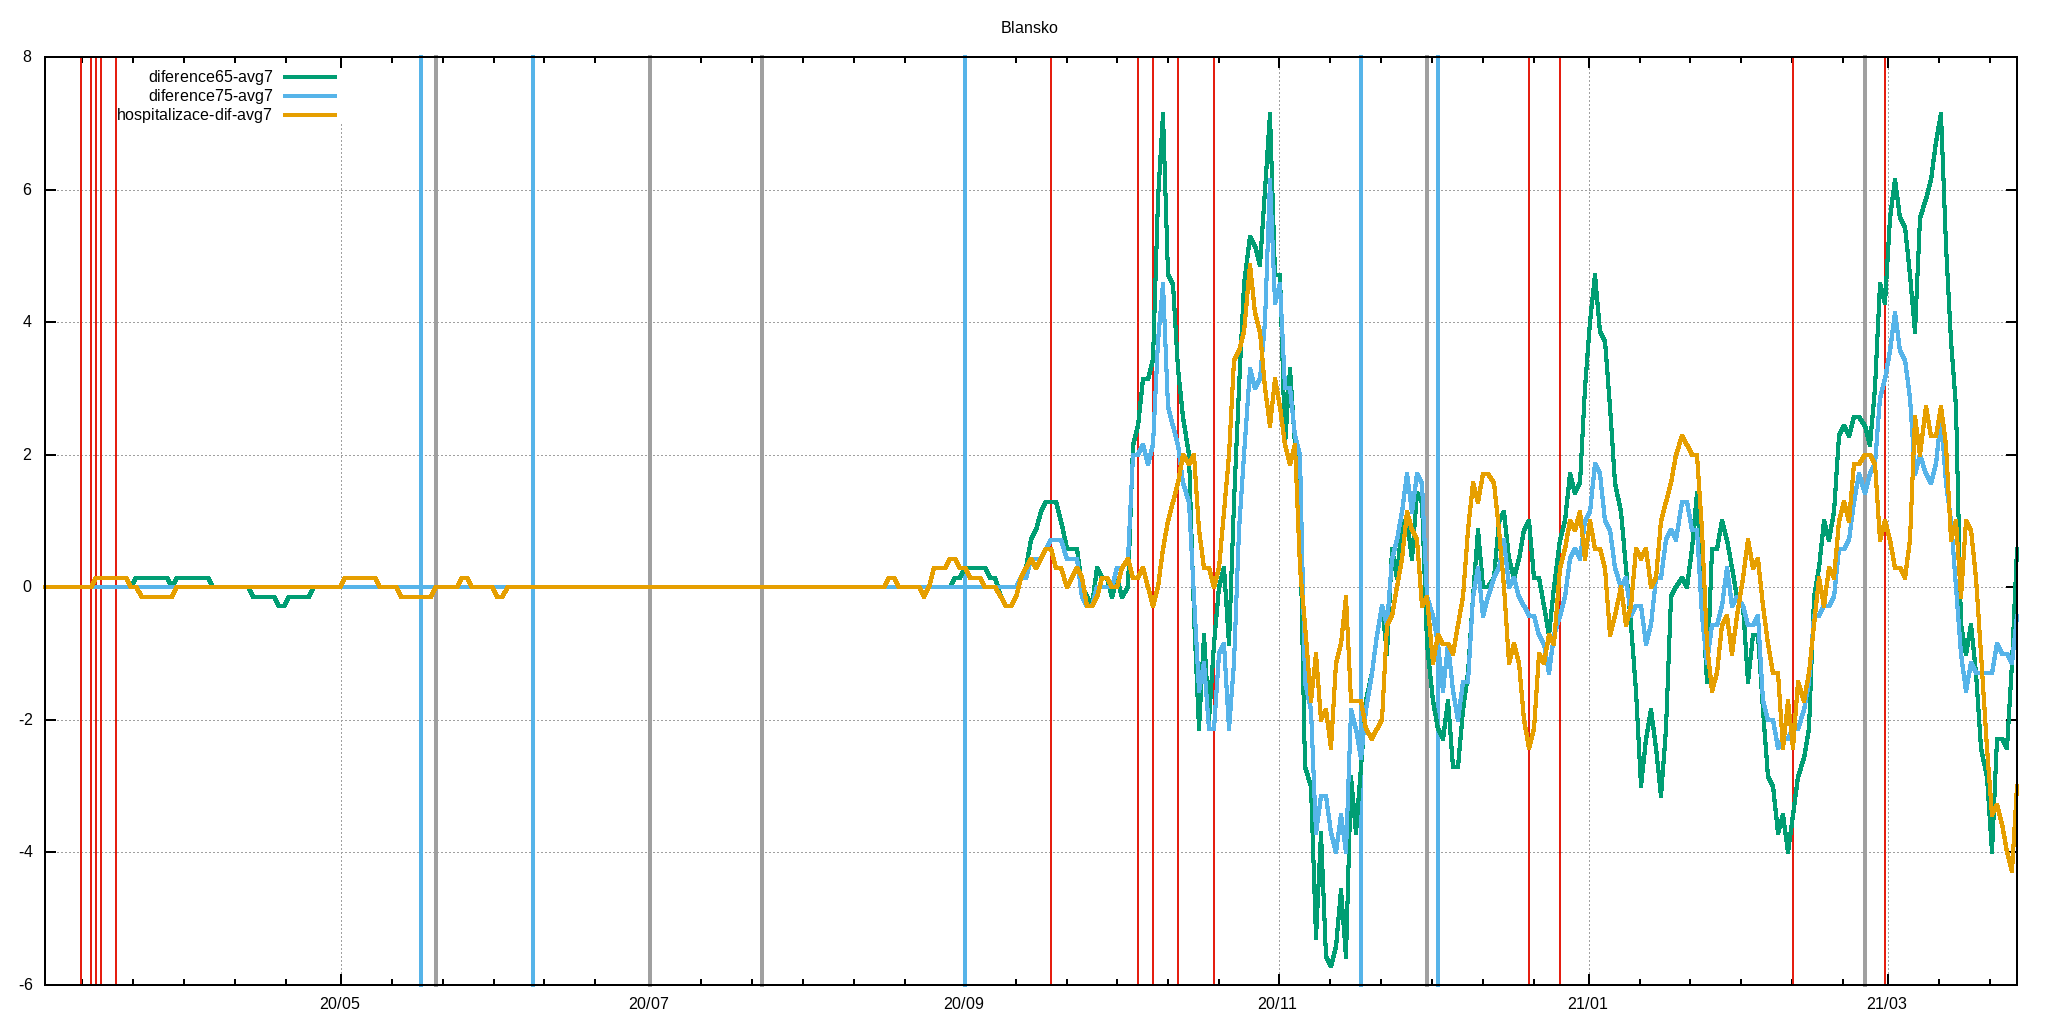 Blansko
8
diference65-avg7
diference75-avg7
hospitalizace-dif-avg7
6
4
2
0
-2
-4
-6
20/05 20/07 20/09 20/11 21/01 21/03